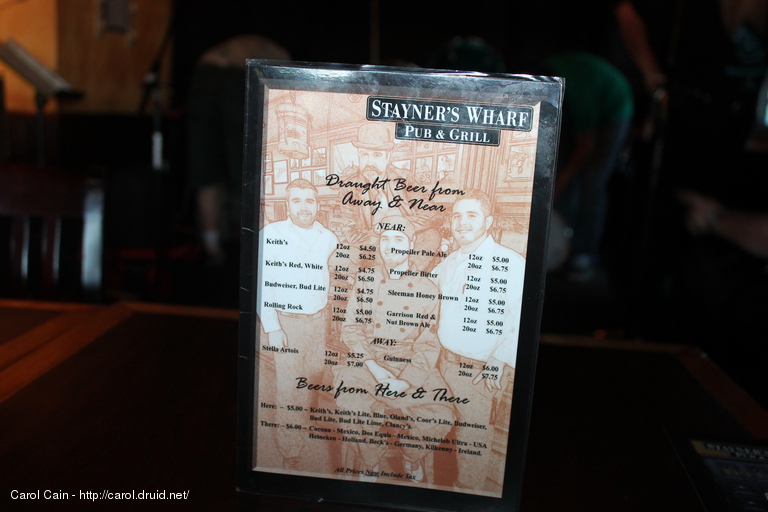 STAYNER'S WHARF
PUB & GRILL
Draught Beer from
Away & Near
NEAR:
Keith's 12oz $4.50 Propeller Pale Ale 12oz $5.00
20oz $6.25 20oz $6.75
Keith's Red, White 12oz $4.75 Propeller Bitter 12oz $5.00
20oz $6.50 20oz $6.75
Budweiser, Bud Lite 12oz $4.75 Sleeman Honey Brown 12oz $5.00
20oz $6.50 20oz $6.75
Rolling Rock 12oz $5.00 Garrison Red & 12oz $5.00
20oz $6.75 Nut Brown Ale 20oz $6.75
AWAY:
Stella Artois 12oz $5.25 Guinness 12oz $6.00
20oz $7.00 20oz $7.75
Beers from Here & There
Here: - $5.00 - Keith's, Keith's Lite, Blue, Oland's, Coor's Lite, Budweiser,
Bud Lite, Bud Lite Lime, Clancy's.
There: - $6.00 - Corona - Mexico, Dos Equis - Mexico, Michelob Ultra - USA
Heineken - Holland, Beck's - Germany, Kilkenny - Ireland.
All Prices Now Include Tax
Carol Cain - http://carol.druid.net/